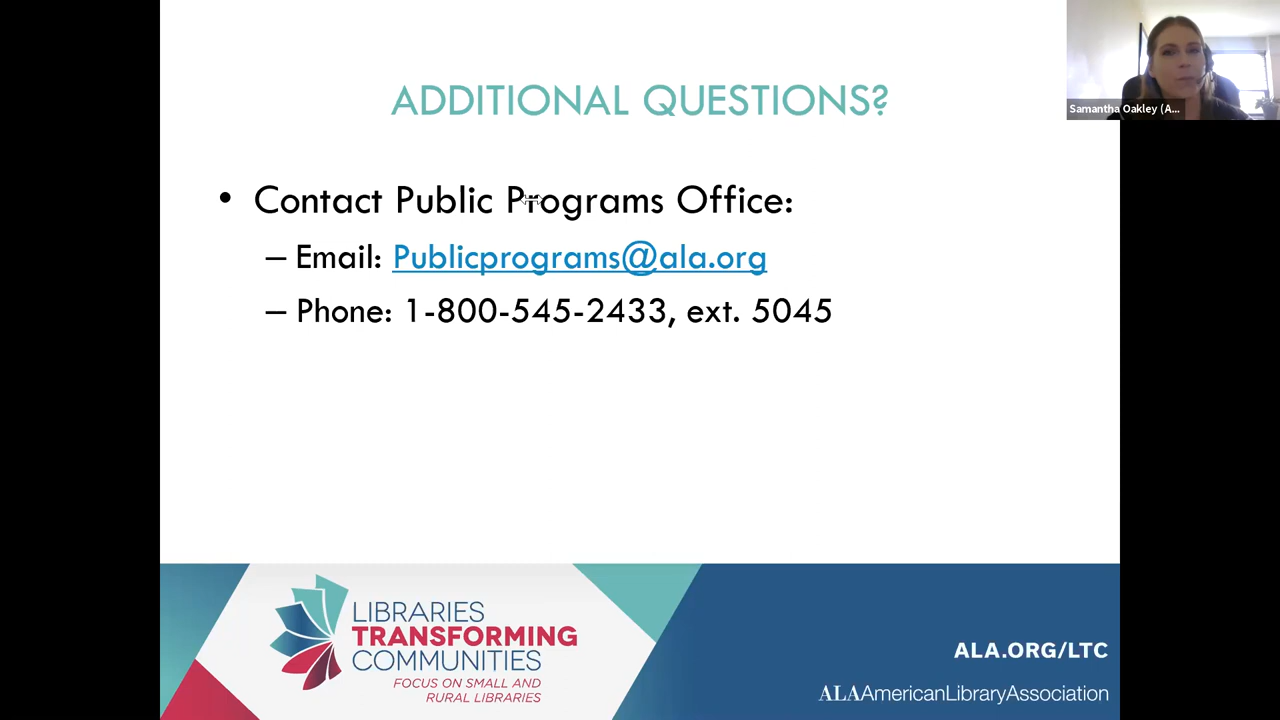 ADDITIONAL QUESTIONS?
Samantha Oakley (A...
• Contact Public Programs Office:
– Email: Publicprograms@ala.org
– Phone: 1-800-545-2433, ext. 5045
LIBRARIES
TRANSFORMING
COMMUNITIES
FOCUS ON SMALL AND
RURAL LIBRARIES
ALA.ORG/LTC
ALAAmericanLibraryAssociation